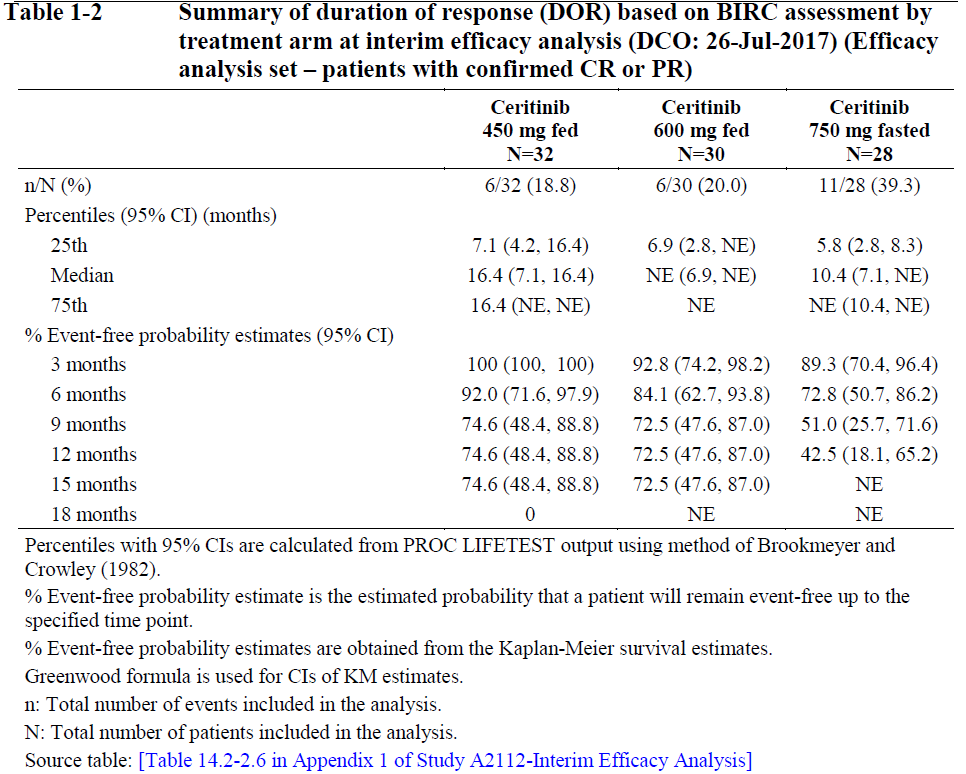 Table 1-2 Summary of duration of response (DOR) based on BIRC assessment by
treatment arm at interim efficacy analysis (DCO: 26-Jul-2017) (Efficacy
analysis set – patients with confirmed CR or PR)
Ceritinib Ceritinib Ceritinib
450 mg fed 600 mg fed 750 mg fasted
N=32 N=30 N=28
n/N (%) 6/32 (18.8) 6/30 (20.0) 11/28 (39.3)
Percentiles (95% CI) (months)
25th 7.1 (4.2, 16.4) 6.9 (2.8, NE) 5.8 (2.8, 8.3)
Median 16.4 (7.1, 16.4) NE (6.9, NE) 10.4 (7.1, NE)
75th 16.4 (NE, NE) NE NE (10.4, NE)
% Event-free probability estimates (95% CI)
3 months 100 (100, 100) 92.8 (74.2, 98.2) 89.3 (70.4, 96.4)
6 months 92.0 (71.6, 97.9) 84.1 (62.7, 93.8) 72.8 (50.7, 86.2)
9 months 74.6 (48.4, 88.8) 72.5 (47.6, 87.0) 51.0 (25.7, 71.6)
12 months 74.6 (48.4, 88.8) 72.5 (47.6, 87.0) 42.5 (18.1, 65.2)
15 months 74.6 (48.4, 88.8) 72.5 (47.6, 87.0) NE
18 months 0 NE NE
Percentiles with 95% CIs are calculated from PROC LIFETEST output using method of Brookmeyer and
Crowley (1982).
% Event-free probability estimate is the estimated probability that a patient will remain event-free up to the
specified time point.
% Event-free probability estimates are obtained from the Kaplan-Meier survival estimates.
Greenwood formula is used for CIs of KM estimates.
n: Total number of events included in the analysis.
N: Total number of patients included in the analysis.
Source table: [Table 14.2-2.6 in Appendix 1 of Study A2112-Interim Efficacy Analysis]